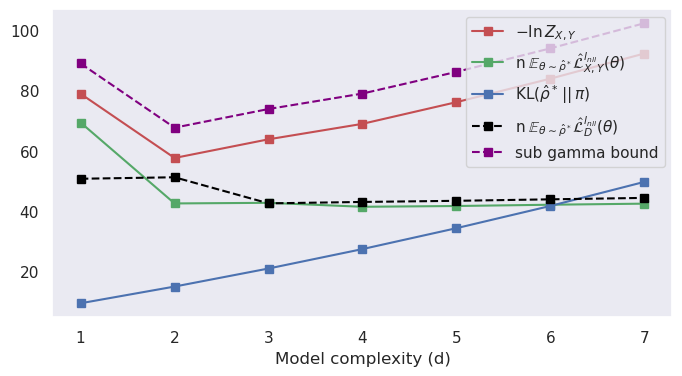 100
80
60
40
20
1 2 3 4 5 6 7
Model complexity (d)
−ln Z_{X,Y}
n 𝔼_{θ∼ρ̂*} ℒ̂^{l_{nll}}_{X,Y}(θ)
KL(ρ̂* || π)
n 𝔼_{θ∼ρ̂*} ℒ̂^{l_{nll}}_{D}(θ)
sub gamma bound